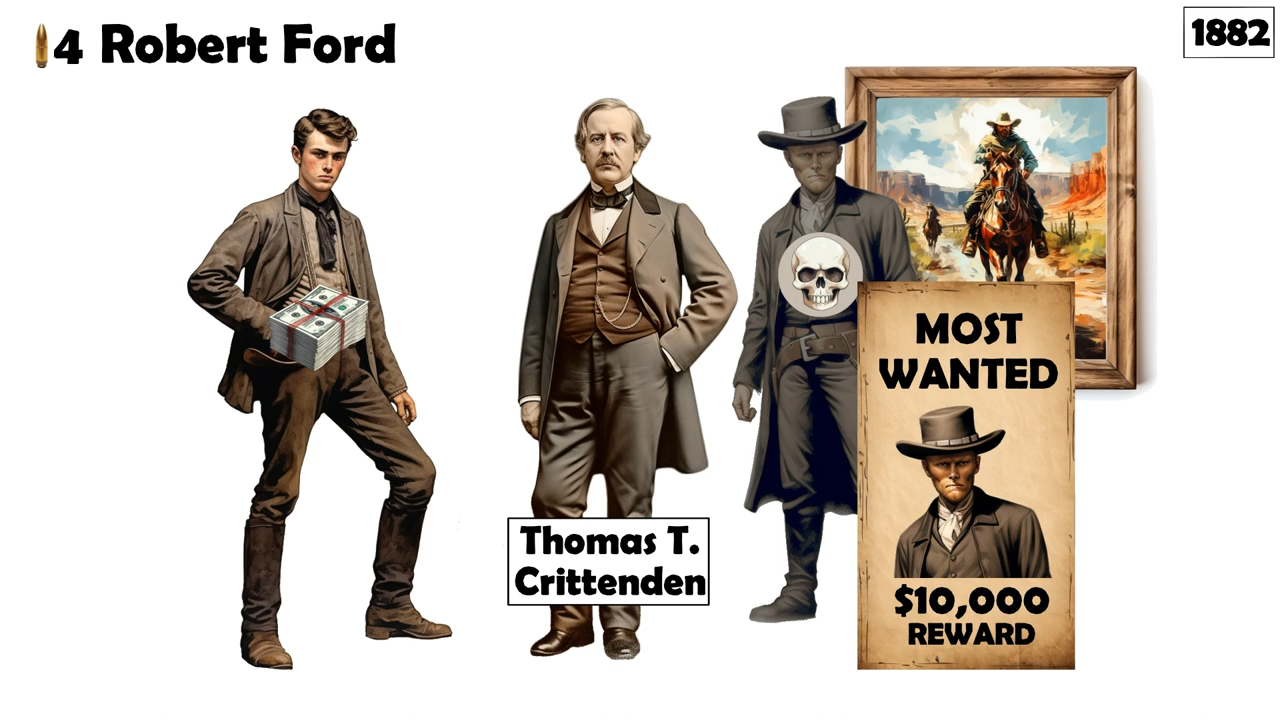 4 Robert Ford
1882
Thomas T.
Crittenden
MOST
WANTED
$10,000
REWARD